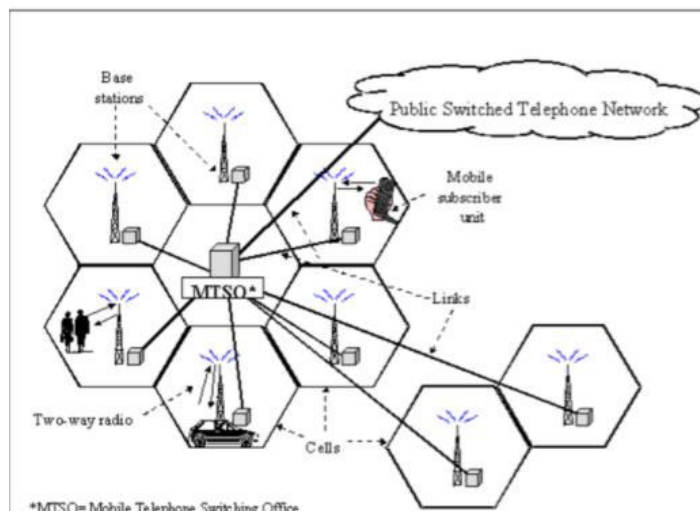 Base
stations
Public Switched Telephone Network
Mobile
subscriber
unit
MTSO*
Links
Two-way radio
Cells
*MTSO= Mobile Telephone Switching Office